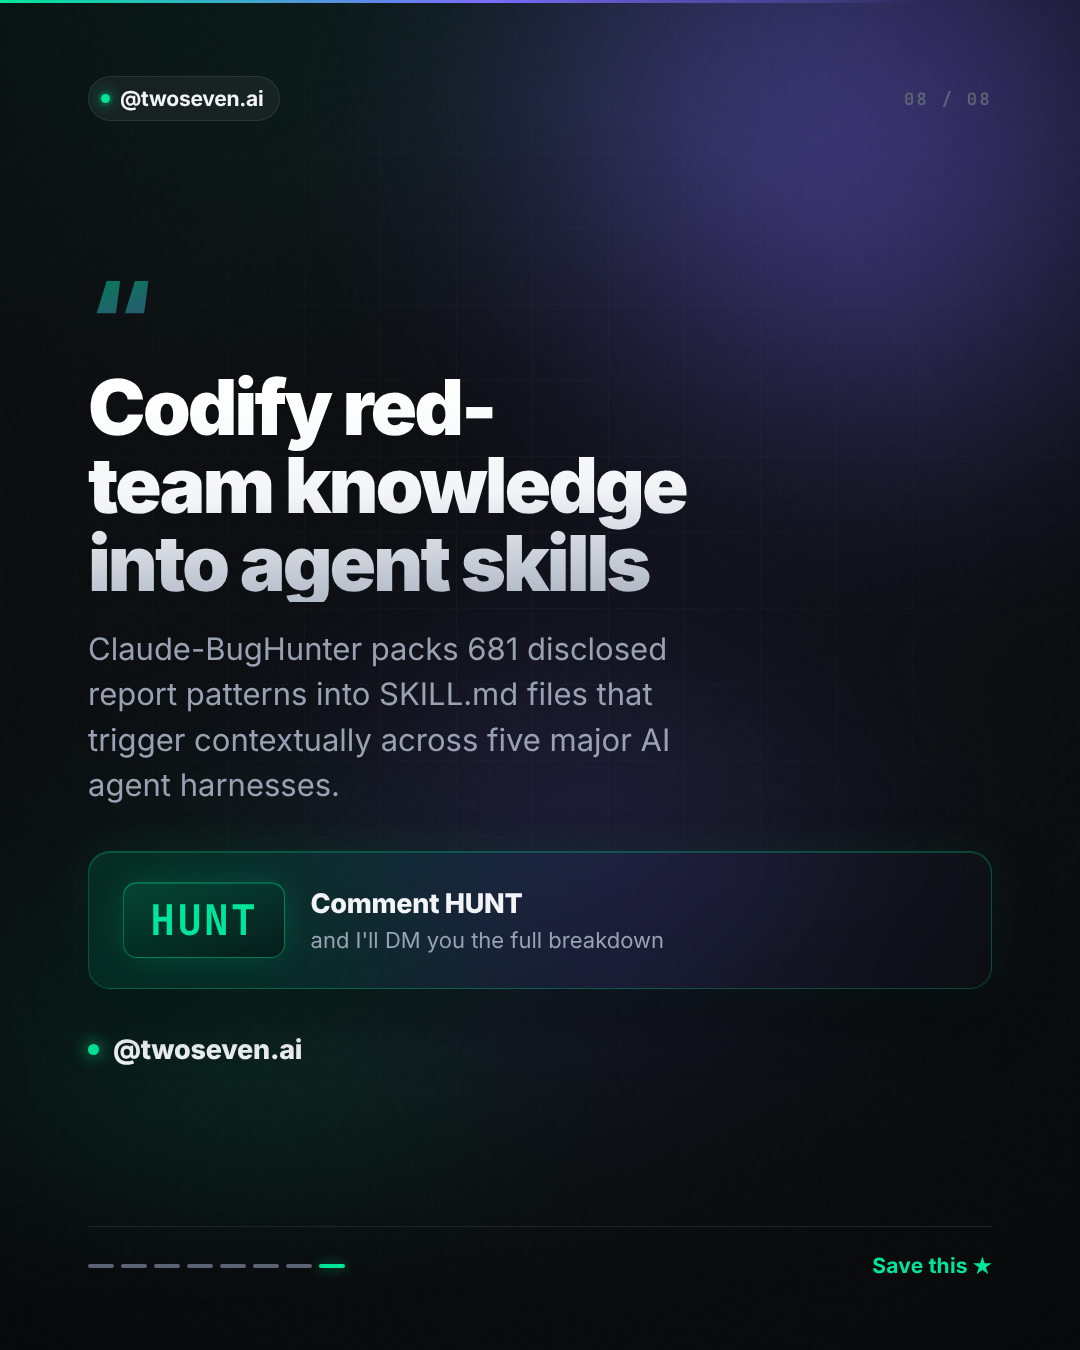 @twoseven.ai
08 / 08
“
Codify red-
team knowledge
into agent skills
Claude-BugHunter packs 681 disclosed
report patterns into SKILL.md files that
trigger contextually across five major AI
agent harnesses.
HUNT
Comment HUNT
and I'll DM you the full breakdown
@twoseven.ai
Save this ★